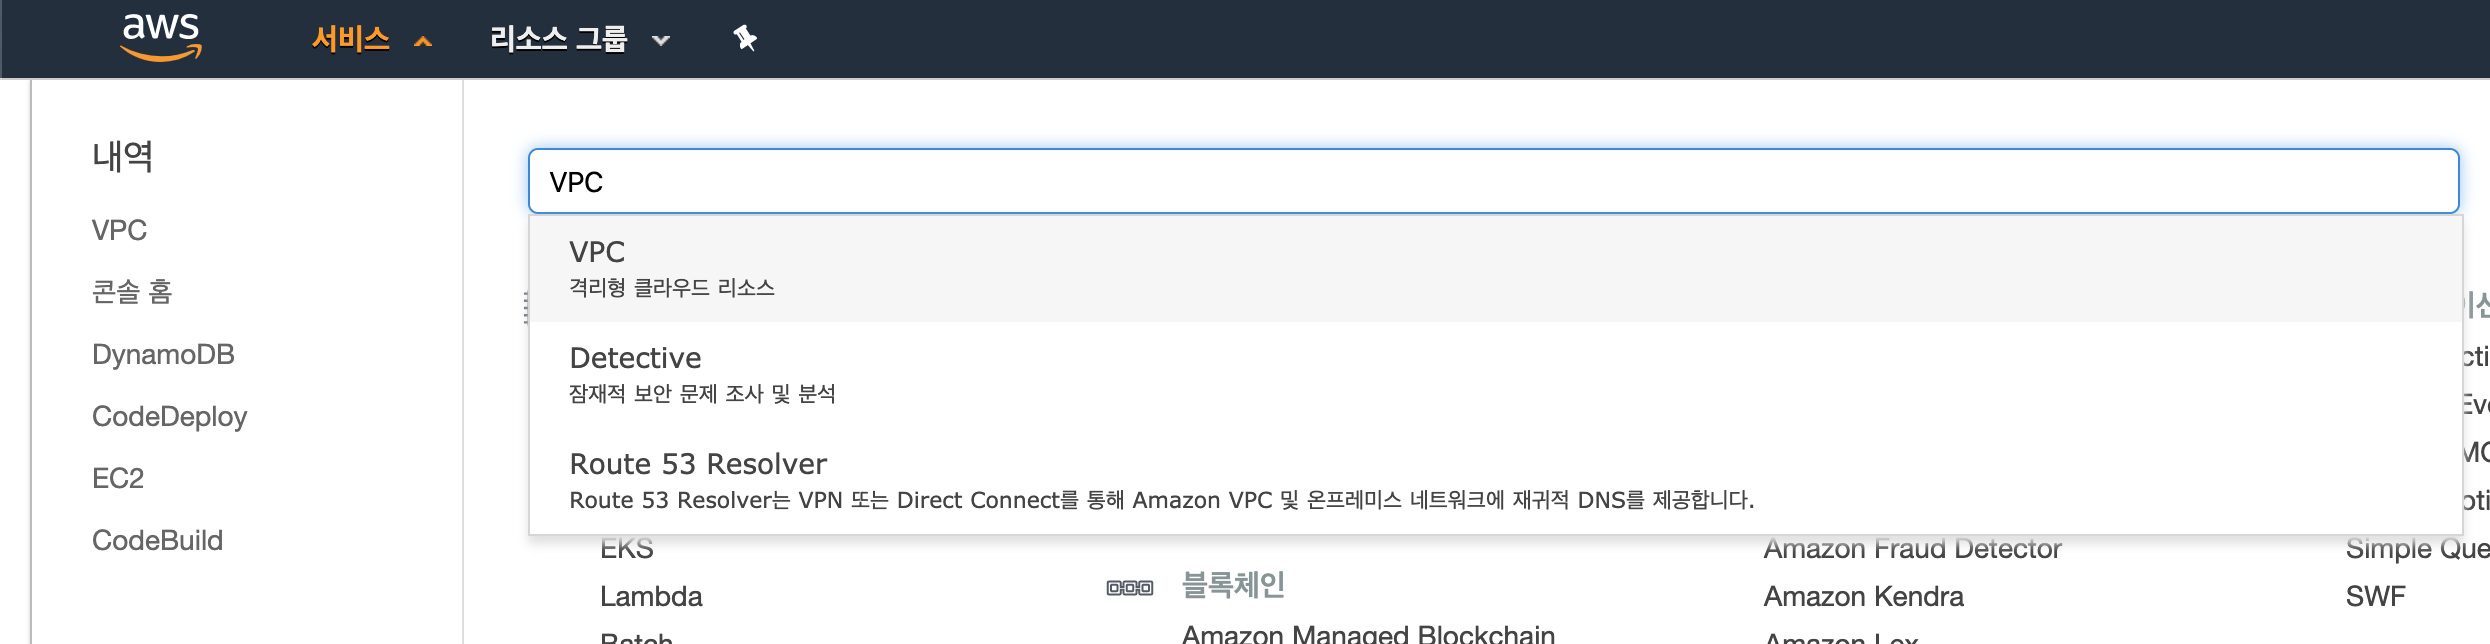 aws 서비스 리소스 그룹
내역
VPC
콘솔 홈
DynamoDB
CodeDeploy
EC2
CodeBuild
VPC
VPC
격리형 클라우드 리소스
Detective
잠재적 보안 문제 조사 및 분석
Route 53 Resolver
Route 53 Resolver는 VPN 또는 Direct Connect를 통해 Amazon VPC 및 온프레미스 네트워크에 재귀적 DNS를 제공합니다.
EKS
Lambda
Batch
블록체인
Amazon Managed Blockchain
Amazon Fraud Detector
Amazon Kendra
Amazon Lex
Simple Que
SWF